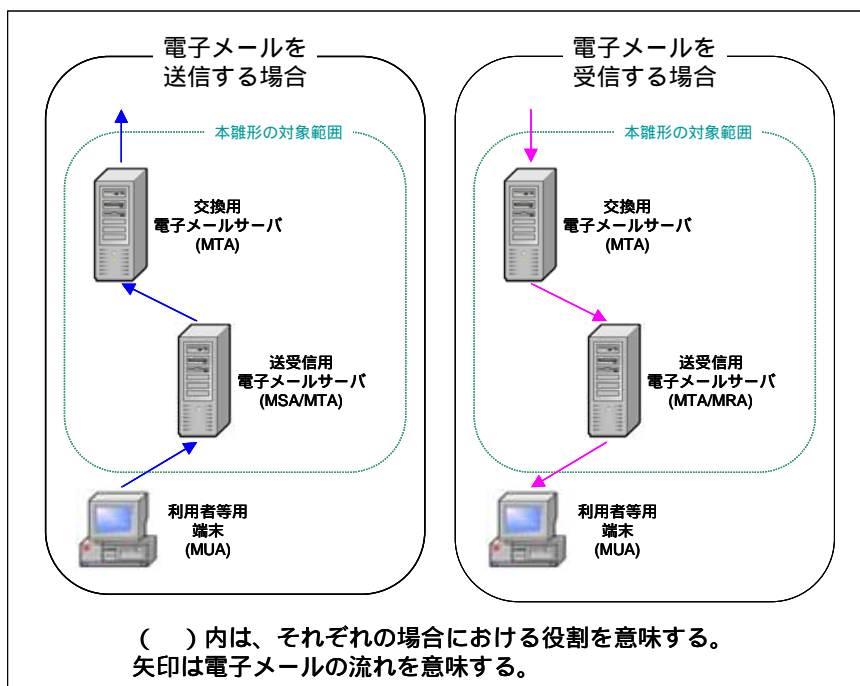 電子メールを
送信する場合
本雛形の対象範囲
交換用
電子メールサーバ
(MTA)
送受信用
電子メールサーバ
(MSA/MTA)
利用者等用
端末
(MUA)
電子メールを
受信する場合
本雛形の対象範囲
交換用
電子メールサーバ
(MTA)
送受信用
電子メールサーバ
(MTA/MRA)
利用者等用
端末
(MUA)
(　)内は、それぞれの場合における役割を意味する。
矢印は電子メールの流れを意味する。